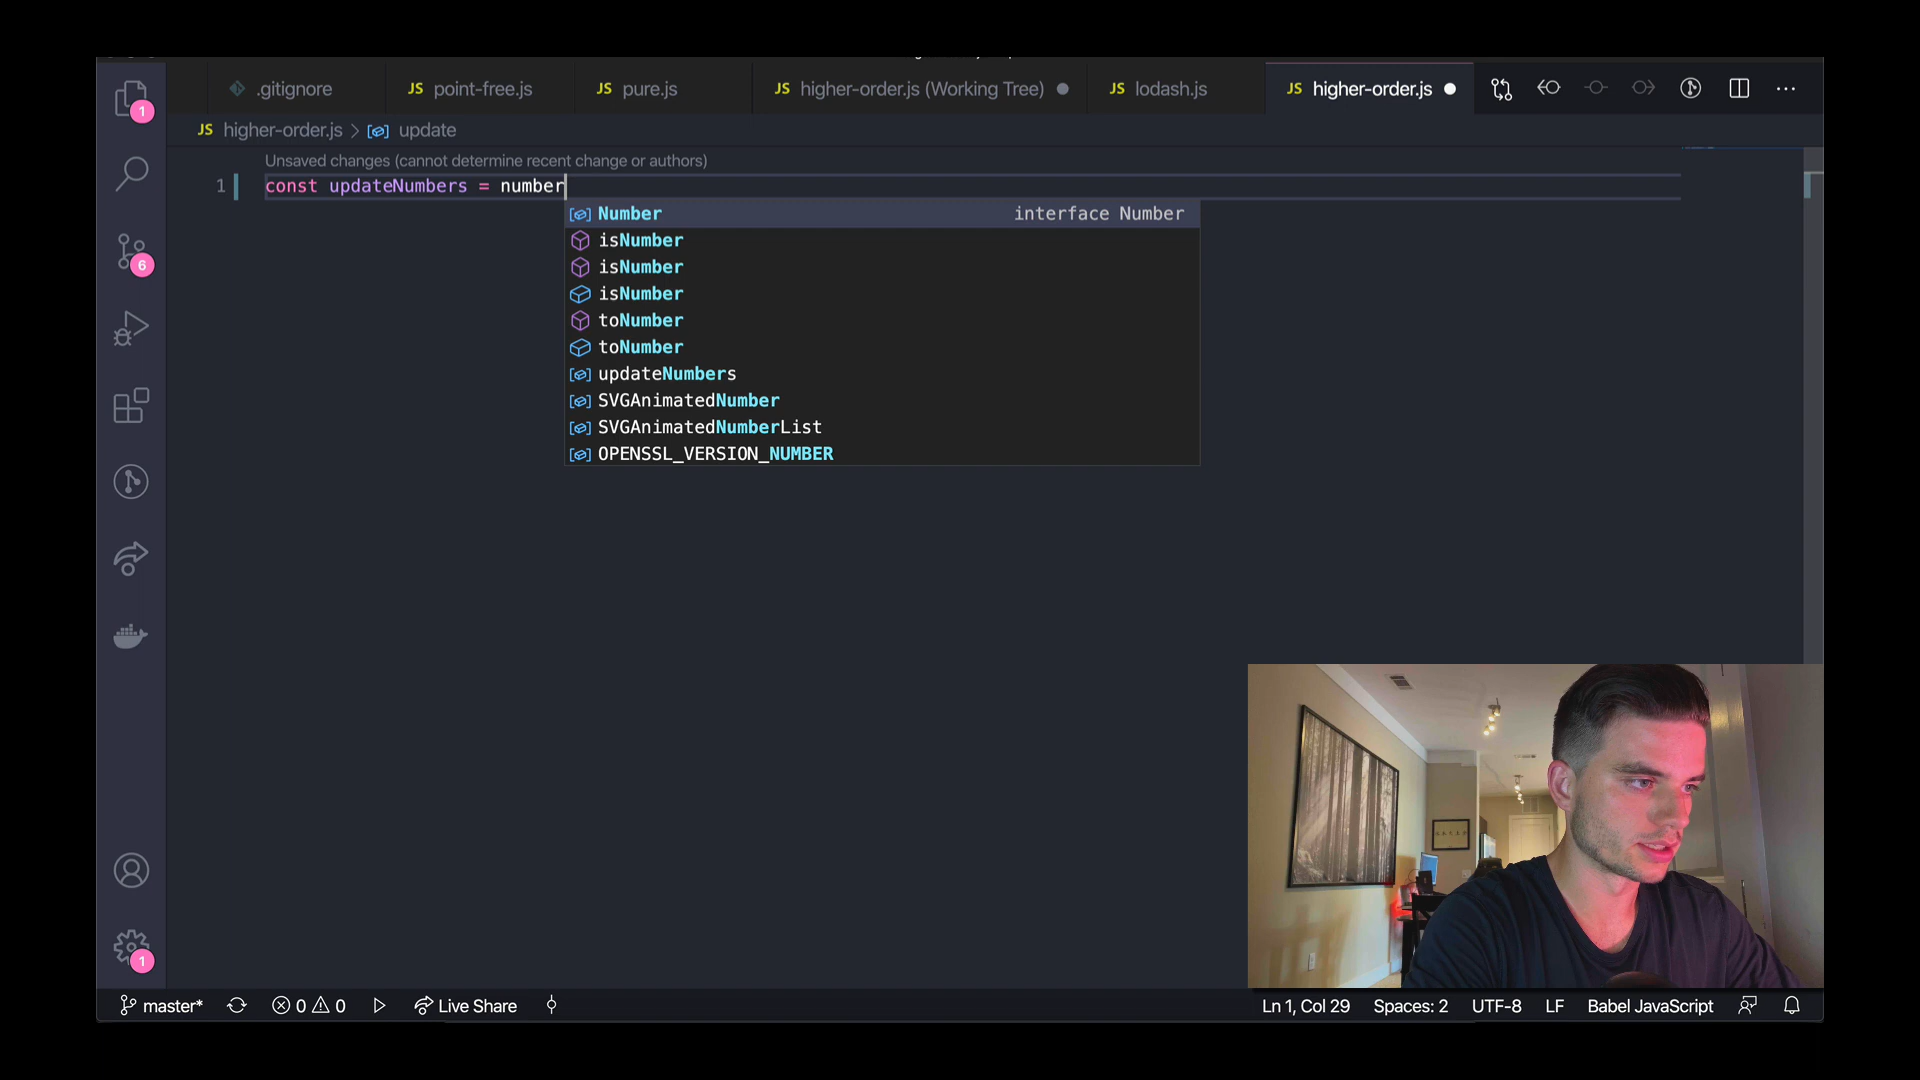 .gitignore JS point-free.js JS pure.js JS higher-order.js (Working Tree) JS lodash.js JS higher-order.js
JS higher-order.js > update
Unsaved changes (cannot determine recent change or authors)
1 const updateNumbers = number
Number interface Number
isNumber
isNumber
isNumber
toNumber
toNumber
updateNumbers
SVGAnimatedNumber
SVGAnimatedNumberList
OPENSSL_VERSION_NUMBER
1
6
1
master* 0 0 Live Share Ln 1, Col 29 Spaces: 2 UTF-8 LF Babel JavaScript